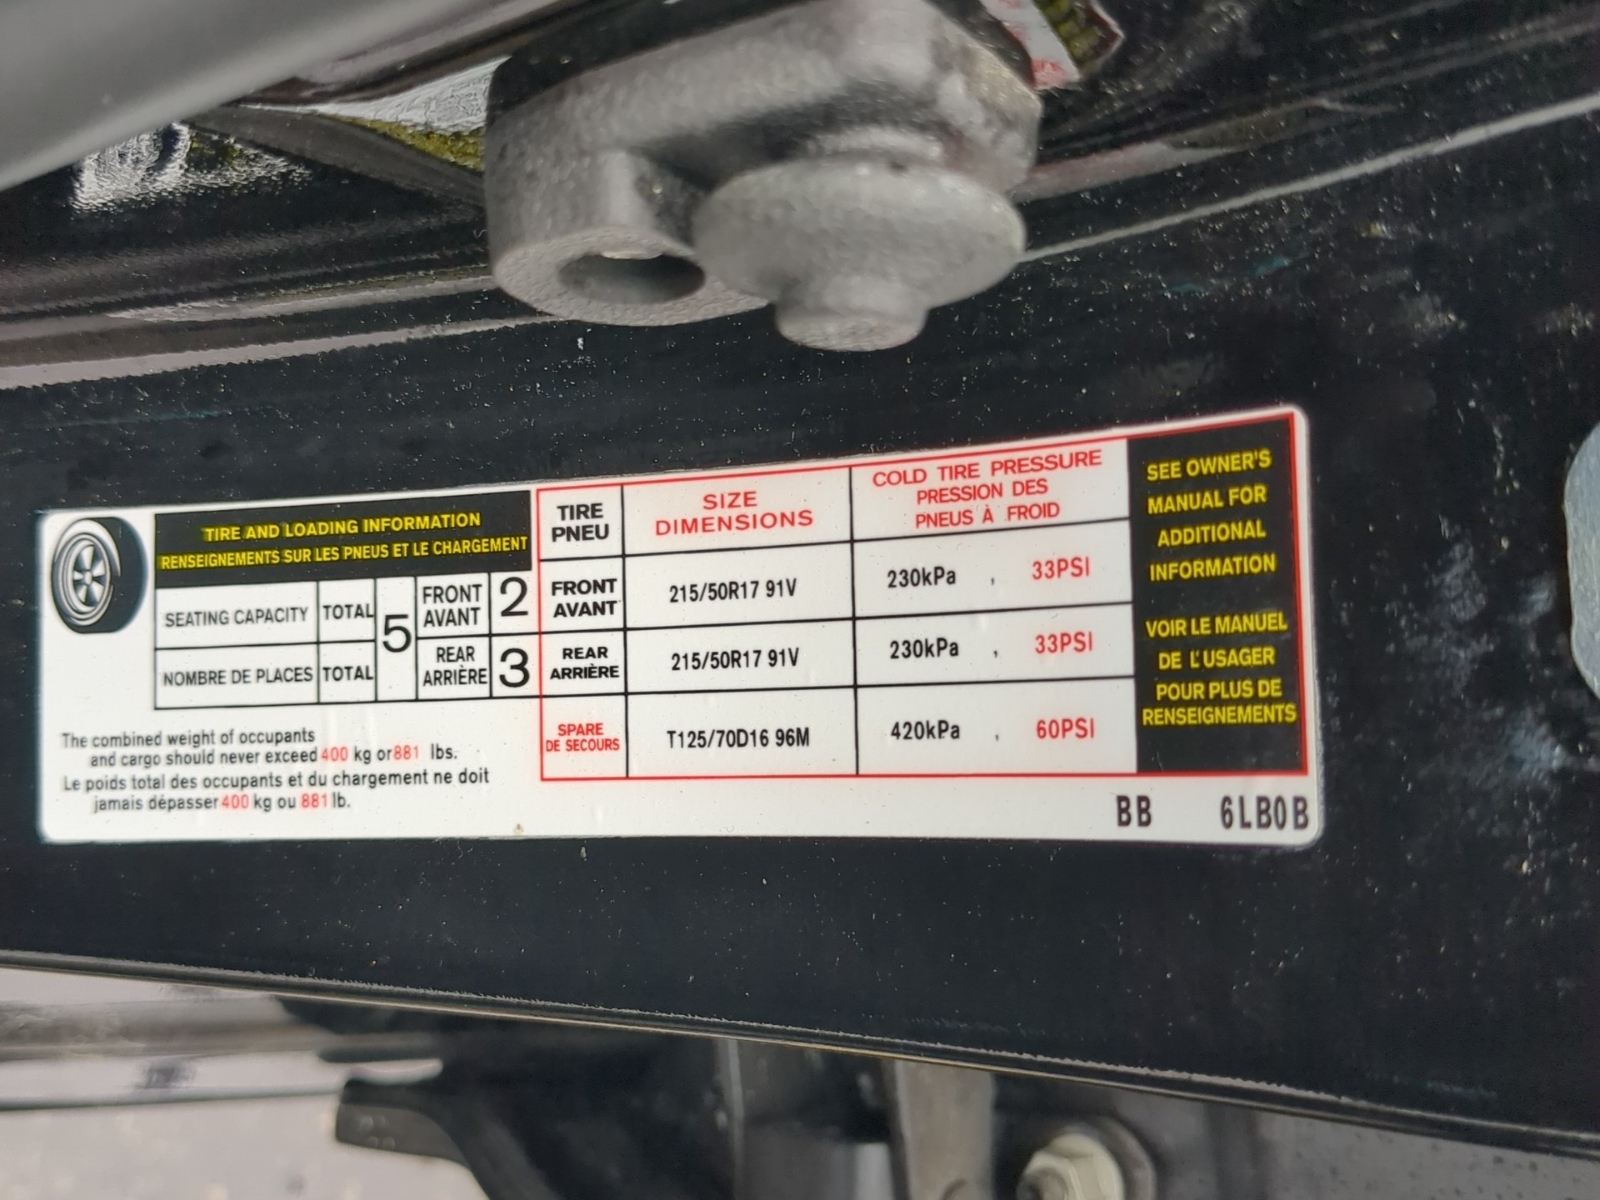 TIRE AND LOADING INFORMATION
RENSEIGNEMENTS SUR LES PNEUS ET LE CHARGEMENT
SEATING CAPACITY TOTAL 5 FRONT AVANT 2
NOMBRE DE PLACES TOTAL REAR ARRIÈRE 3
The combined weight of occupants
and cargo should never exceed 400 kg or 881 lbs.
Le poids total des occupants et du chargement ne doit
jamais dépasser 400 kg ou 881 lb.
TIRE PNEU SIZE DIMENSIONS COLD TIRE PRESSURE PRESSION DES PNEUS À FROID
FRONT AVANT 215/50R17 91V 230kPa , 33PSI
REAR ARRIÈRE 215/50R17 91V 230kPa , 33PSI
SPARE DE SECOURS T125/70D16 96M 420kPa , 60PSI
SEE OWNER'S
MANUAL FOR
ADDITIONAL
INFORMATION
VOIR LE MANUEL
DE L'USAGER
POUR PLUS DE
RENSEIGNEMENTS
BB 6LB0B